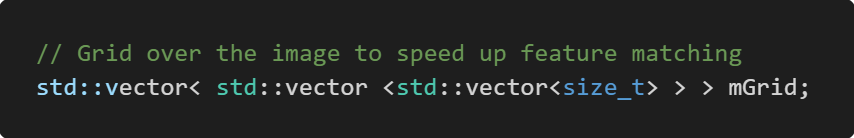 // Grid over the image to speed up feature matching
std::vector< std::vector <std::vector<size_t> > > mGrid;